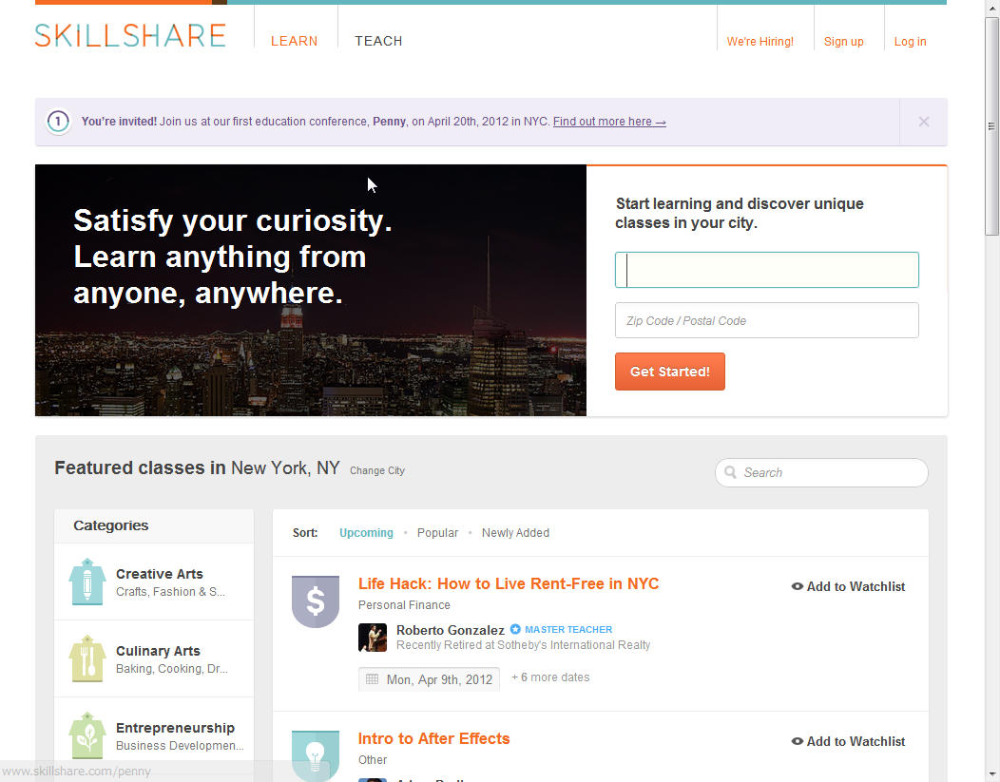 SKILLSHARE
LEARN
TEACH
We're Hiring!
Sign up
Log in
1
You're invited! Join us at our first education conference, Penny, on April 20th, 2012 in NYC. Find out more here →
×
Satisfy your curiosity.
Learn anything from
anyone, anywhere.
Start learning and discover unique
classes in your city.
Zip Code / Postal Code
Get Started!
Featured classes in New York, NY Change City
Search
Categories
Creative Arts
Crafts, Fashion & S...
Culinary Arts
Baking, Cooking, Dr...
Entrepreneurship
Business Developmen...
Sort: Upcoming • Popular • Newly Added
$
Life Hack: How to Live Rent-Free in NYC
Add to Watchlist
Personal Finance
Roberto Gonzalez MASTER TEACHER
Recently Retired at Sotheby's International Realty
Mon, Apr 9th, 2012
+ 6 more dates
Intro to After Effects
Add to Watchlist
Other
www.skillshare.com/penny